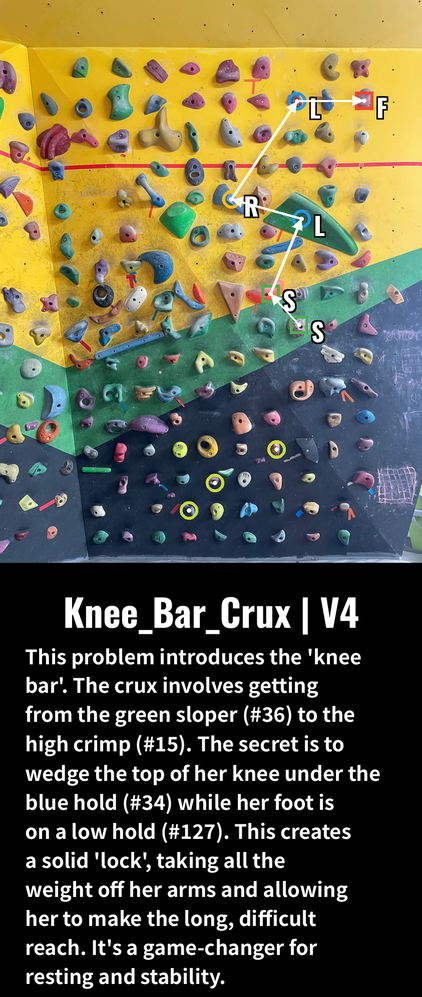 L
F
R
L
S
S
Knee_Bar_Crux | V4
This problem introduces the 'knee
bar'. The crux involves getting
from the green sloper (#36) to the
high crimp (#15). The secret is to
wedge the top of her knee under the
blue hold (#34) while her foot is
on a low hold (#127). This creates
a solid 'lock', taking all the
weight off her arms and allowing
her to make the long, difficult
reach. It's a game-changer for
resting and stability.